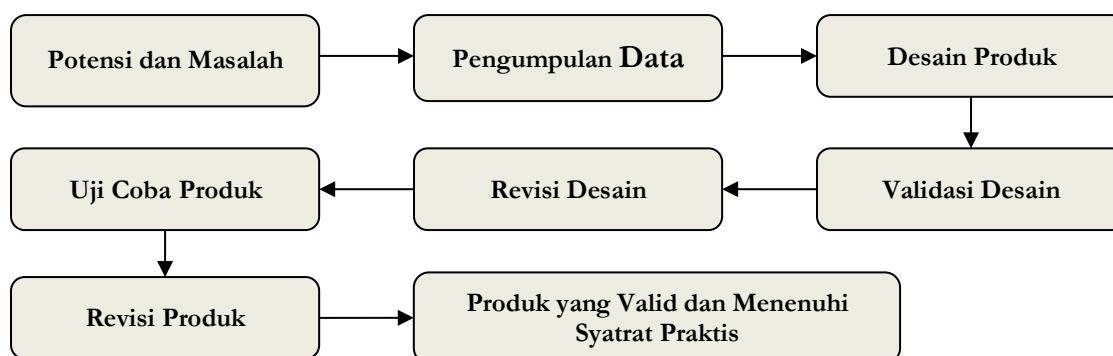 Potensi dan Masalah
Pengumpulan Data
Desain Produk
Validasi Desain
Revisi Desain
Uji Coba Produk
Revisi Produk
Produk yang Valid dan Menenuhi
Syatrat Praktis